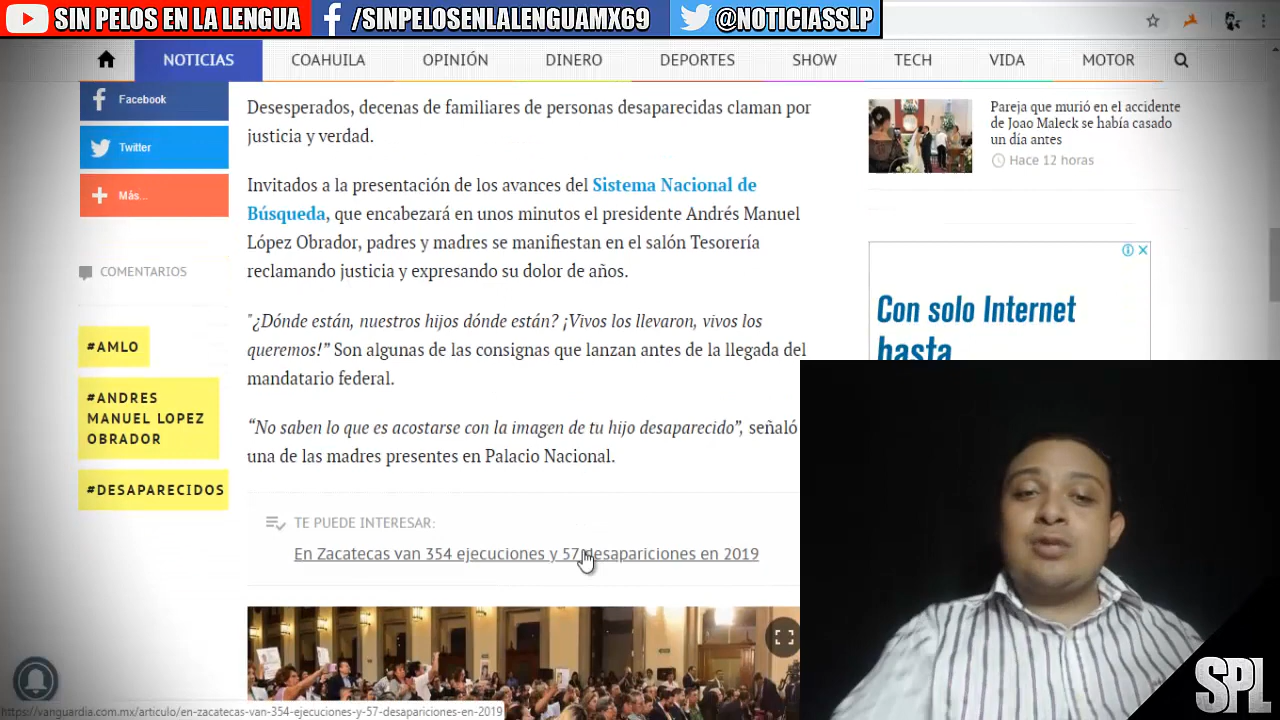 SIN PELOS EN LA LENGUA
/SINPELOSENLALENGUAMX69
@NOTICIASSLP
NOTICIAS
COAHUILA
OPINIÓN
DINERO
DEPORTES
SHOW
TECH
VIDA
MOTOR
Facebook
Twitter
Más...
COMENTARIOS
#AMLO
#ANDRES
MANUEL LOPEZ
OBRADOR
#DESAPARECIDOS
Desesperados, decenas de familiares de personas desaparecidas claman por
justicia y verdad.
Invitados a la presentación de los avances del Sistema Nacional de
Búsqueda, que encabezará en unos minutos el presidente Andrés Manuel
López Obrador, padres y madres se manifiestan en el salón Tesorería
reclamando justicia y expresando su dolor de años.
"¿Dónde están, nuestros hijos dónde están? ¡Vivos los llevaron, vivos los
queremos!” Son algunas de las consignas que lanzan antes de la llegada del
mandatario federal.
“No saben lo que es acostarse con la imagen de tu hijo desaparecido”, señaló
una de las madres presentes en Palacio Nacional.
TE PUEDE INTERESAR:
En Zacatecas van 354 ejecuciones y 57 desapariciones en 2019
Pareja que murió en el accidente
de Joao Maleck se había casado
un día antes
Hace 12 horas
Con solo Internet
hasta
SPL
https://vanguardia.com.mx/articulo/en-zacatecas-van-354-ejecuciones-y-57-desapariciones-en-2019